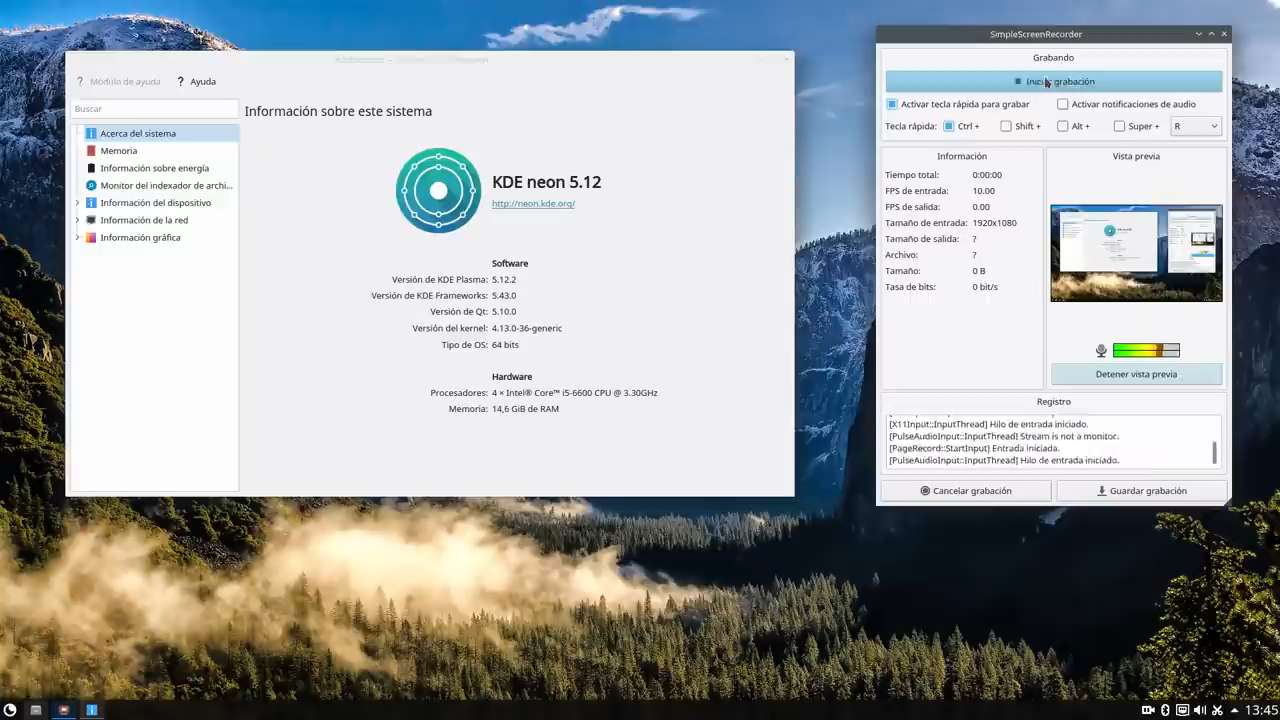 Módulo de ayuda
Ayuda
Buscar
Acerca del sistema
Memoria
Información sobre energía
Monitor del indexador de archi...
Información del dispositivo
Información de la red
Información gráfica
Información sobre este sistema
KDE neon 5.12
http://neon.kde.org/
Software
Versión de KDE Plasma: 5.12.2
Versión de KDE Frameworks: 5.43.0
Versión de Qt: 5.10.0
Versión del kernel: 4.13.0-36-generic
Tipo de OS: 64 bits
Hardware
Procesadores: 4 × Intel® Core™ i5-6600 CPU @ 3.30GHz
Memoria: 14,6 GiB de RAM
SimpleScreenRecorder
Grabando
grabación
Activar tecla rápida para grabar
Activar notificaciones de audio
Tecla rápida: Ctrl + Shift + Alt + Super + R
Información
Tiempo total: 0:00:00
FPS de entrada: 10.00
FPS de salida: 0.00
Tamaño de entrada: 1920x1080
Tamaño de salida: ?
Archivo: ?
Tamaño: 0 B
Tasa de bits: 0 bit/s
Vista previa
Detener vista previa
Registro
[X11Input::InputThread] Hilo de entrada iniciado.
[PulseAudioInput::InputThread] Stream is not a monitor.
[PageRecord::StartInput] Entrada iniciada.
[PulseAudioInput::InputThread] Hilo de entrada iniciado.
Cancelar grabación
Guardar grabación
13:45